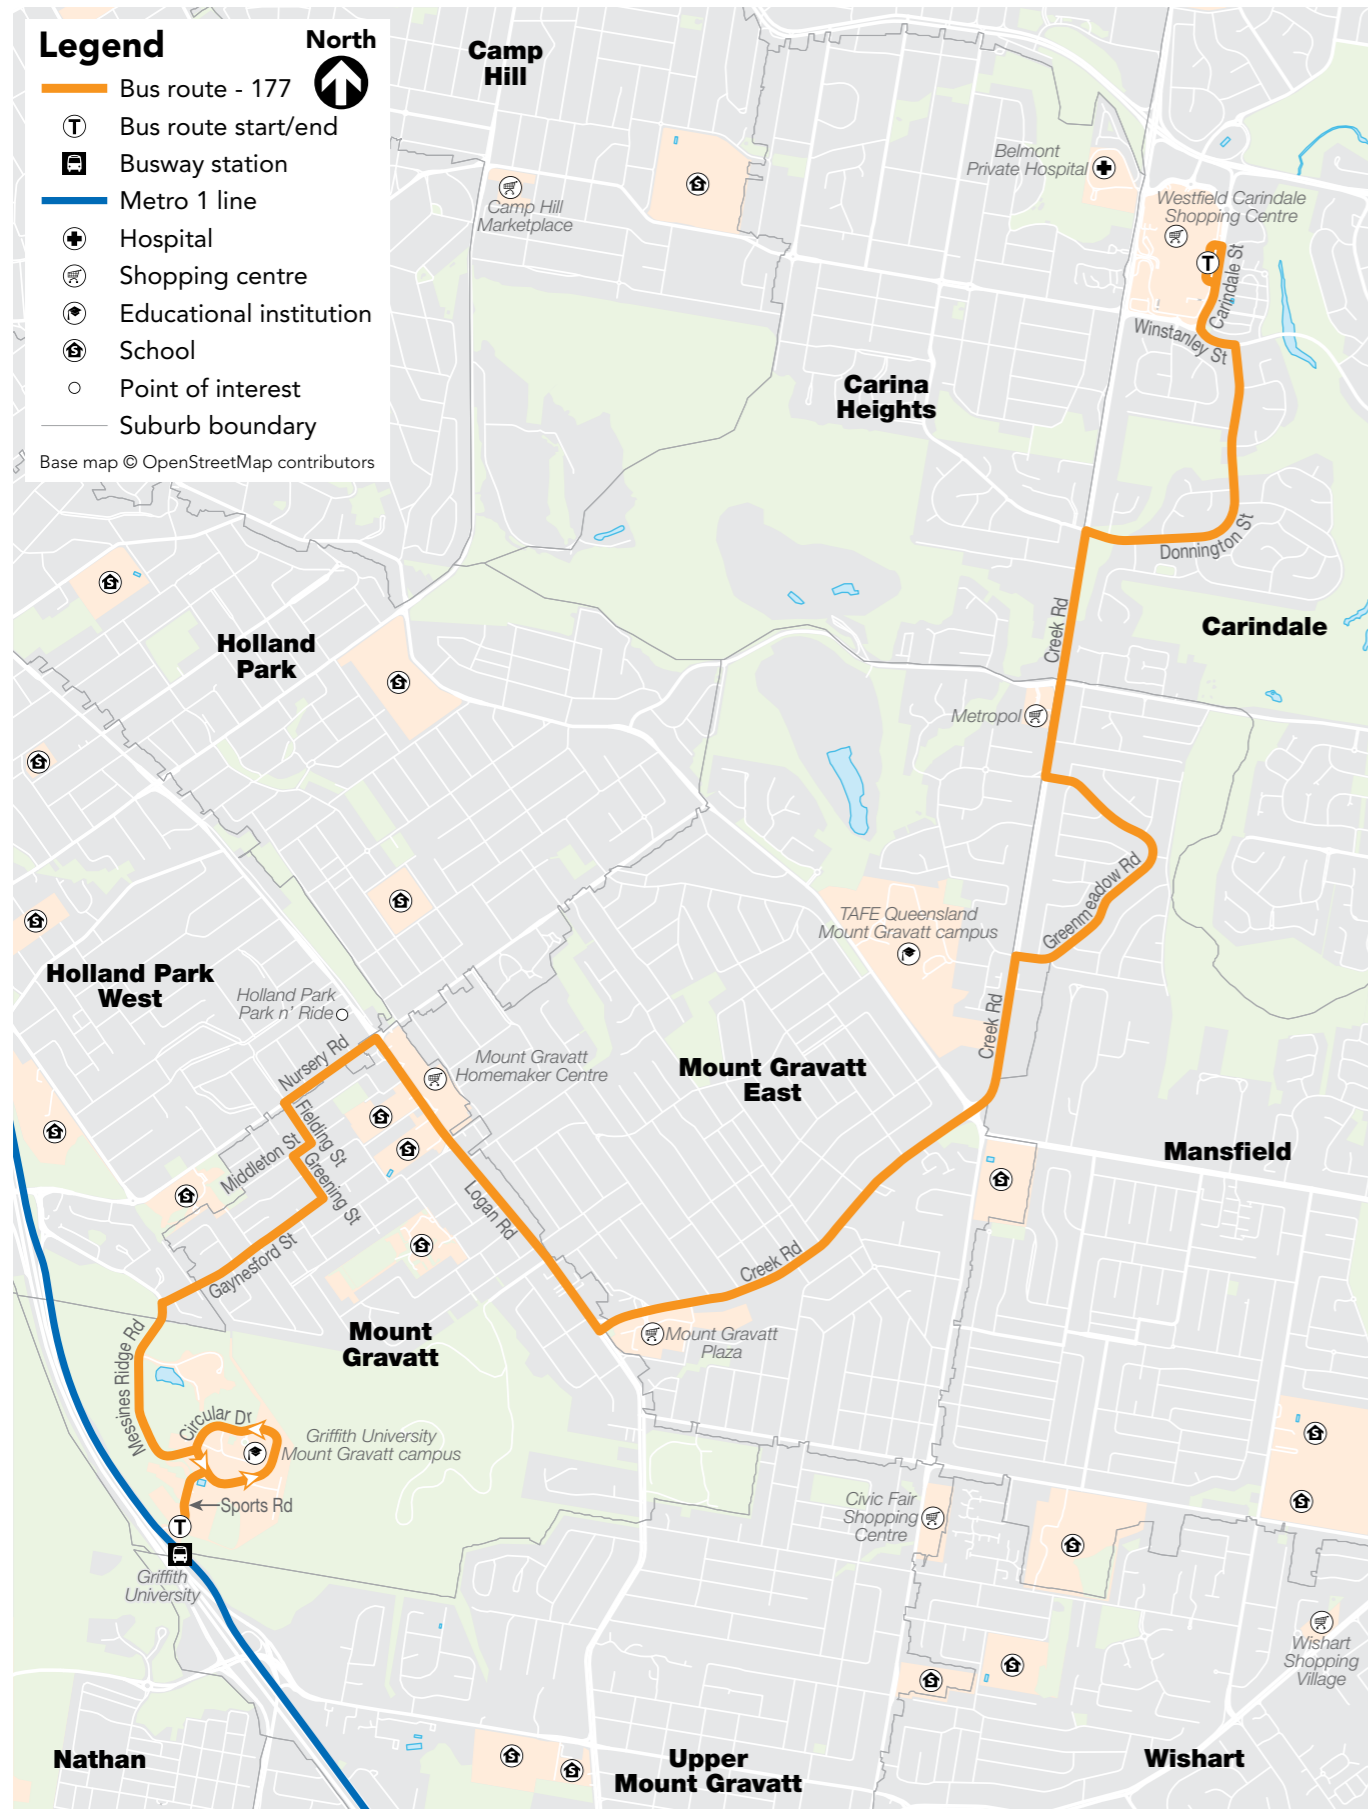 Legend
North
Bus route - 177
T
Bus route start/end
Busway station
Metro 1 line
Hospital
Shopping centre
Educational institution
S
School
Point of interest
Suburb boundary
Base map © OpenStreetMap contributors
Camp
Hill
Camp Hill
Marketplace
S
Belmont
Private Hospital
Westfield Carindale
Shopping Centre
T
Carindale St
Winstanley St
Carina
Heights
Donnington St
Carindale
Creek Rd
Metropol
S
Holland
Park
S
S
Greenmeadow Rd
TAFE Queensland
Mount Gravatt campus
S
S
Holland Park
West
Holland Park
Park n' Ride
Nursery Rd
Mount Gravatt
Homemaker Centre
Mount Gravatt
East
Creek Rd
Mansfield
S
S
S
S
S
Fielding St
Middleton St
Greening St
Logan Rd
S
Gaynesford St
Creek Rd
Mount
Gravatt
Mount Gravatt
Plaza
Messines Ridge Rd
Circular Dr
Griffith University
Mount Gravatt campus
Sports Rd
T
Griffith
University
S
S
Civic Fair
Shopping
Centre
S
Wishart
Shopping
Village
S
S
Nathan
S
S
Upper
Mount Gravatt
Wishart